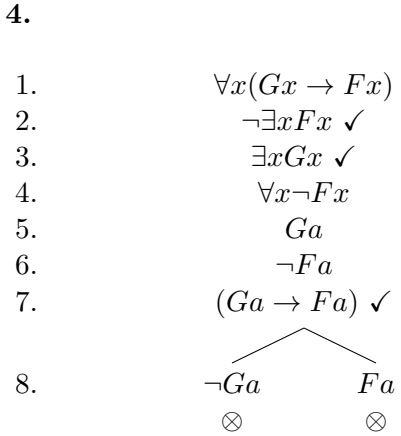 4.
1. ∀x(Gx → Fx)
2. ¬∃xFx ✓
3. ∃xGx ✓
4. ∀x¬Fx
5. Ga
6. ¬Fa
7. (Ga → Fa) ✓
8. ¬Ga Fa
⊗ ⊗